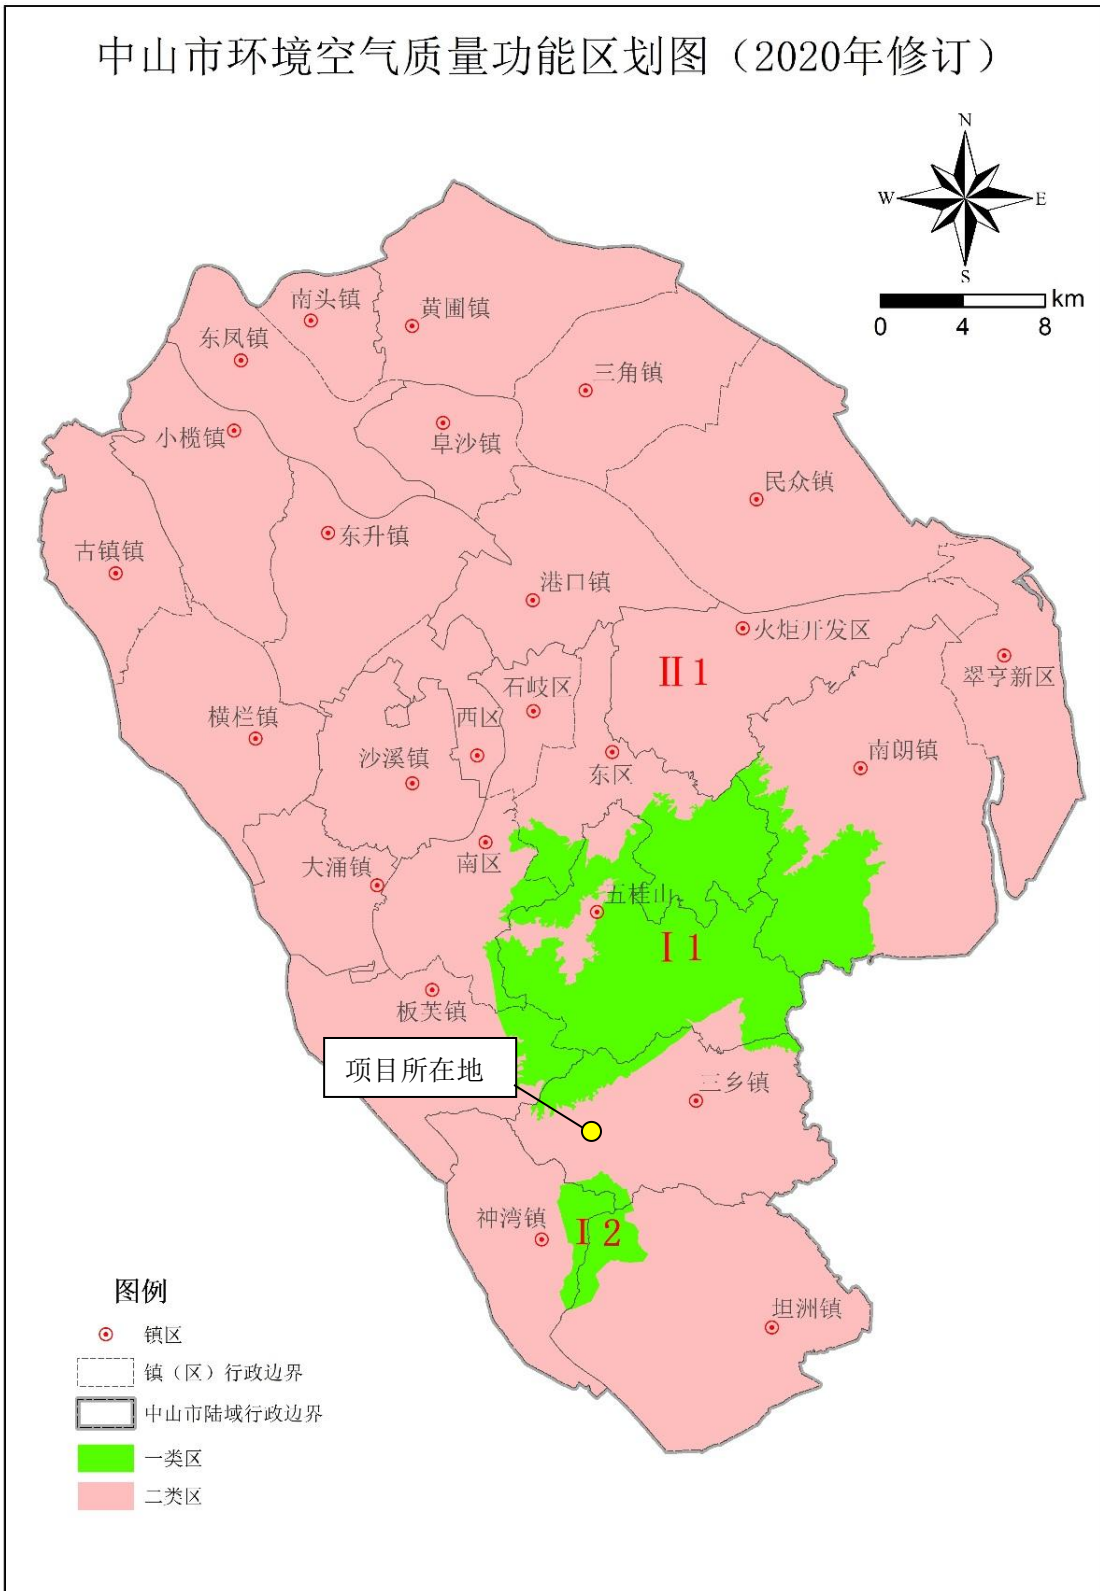 中山市环境空气质量功能区划图（2020年修订）
N
W
E
S
km
0
4
8
南头镇
黄圃镇
东凤镇
三角镇
小榄镇
阜沙镇
民众镇
东升镇
古镇镇
港口镇
火炬开发区
Ⅱ1
翠亨新区
石岐区
西区
横栏镇
沙溪镇
东区
南朗镇
南区
大涌镇
五桂山
Ⅰ1
板芙镇
项目所在地
三乡镇
神湾镇
Ⅰ2
坦洲镇
图例
镇区
镇（区）行政边界
中山市陆域行政边界
一类区
二类区